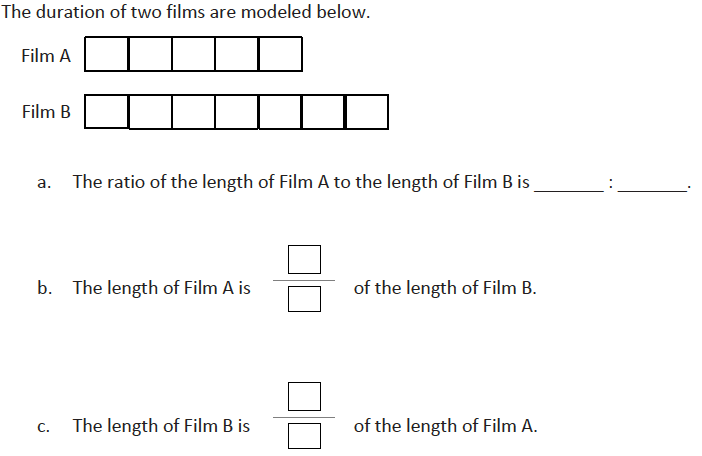 The duration of two films are modeled below.
Film A
Film B
a. The ratio of the length of Film A to the length of Film B is _______ : _______.
b. The length of Film A is of the length of Film B.
c. The length of Film B is of the length of Film A.